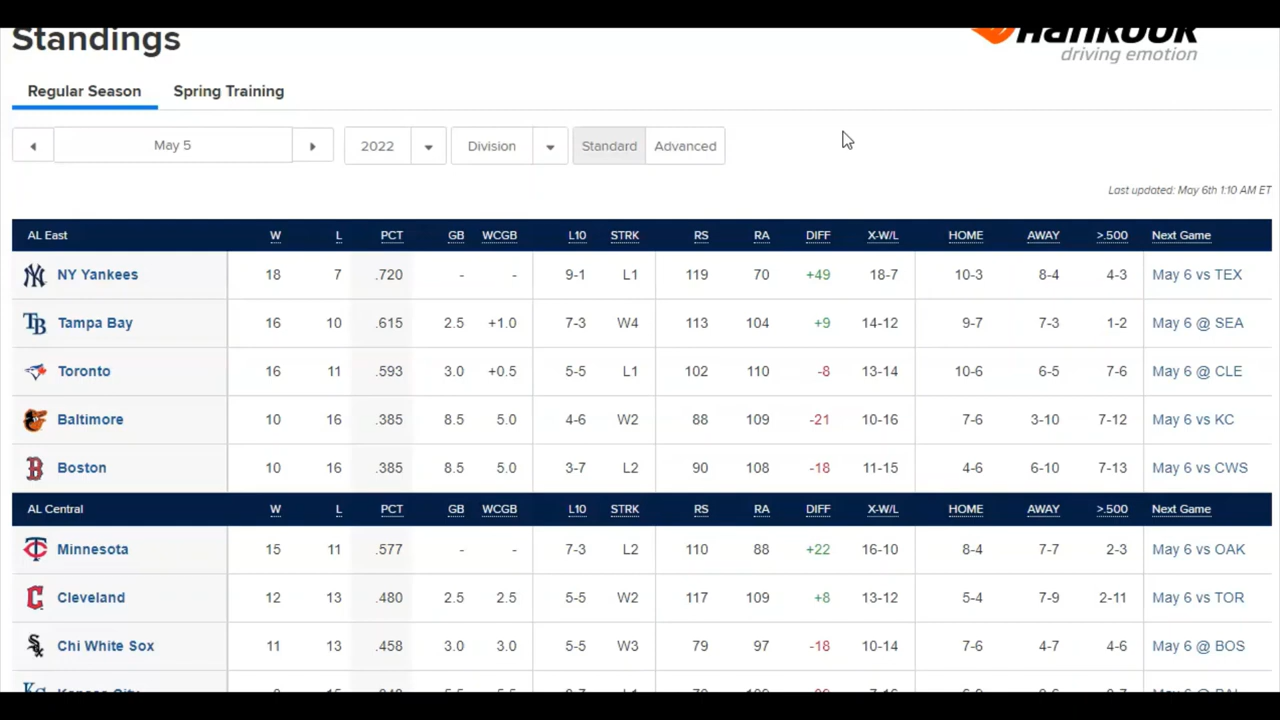 Standings
Hankook
driving emotion
Regular Season Spring Training
May 5 2022 Division Standard Advanced
Last updated: May 6th 1:10 AM ET
AL East W L PCT GB WCGB L10 STRK RS RA DIFF X-W/L HOME AWAY >.500 Next Game
NY Yankees 18 7 .720 - - 9-1 L1 119 70 +49 18-7 10-3 8-4 4-3 May 6 vs TEX
Tampa Bay 16 10 .615 2.5 +1.0 7-3 W4 113 104 +9 14-12 9-7 7-3 1-2 May 6 @ SEA
Toronto 16 11 .593 3.0 +0.5 5-5 L1 102 110 -8 13-14 10-6 6-5 7-6 May 6 @ CLE
Baltimore 10 16 .385 8.5 5.0 4-6 W2 88 109 -21 10-16 7-6 3-10 7-12 May 6 vs KC
Boston 10 16 .385 8.5 5.0 3-7 L2 90 108 -18 11-15 4-6 6-10 7-13 May 6 vs CWS
AL Central W L PCT GB WCGB L10 STRK RS RA DIFF X-W/L HOME AWAY >.500 Next Game
Minnesota 15 11 .577 - - 7-3 L2 110 88 +22 16-10 8-4 7-7 2-3 May 6 vs OAK
Cleveland 12 13 .480 2.5 2.5 5-5 W2 117 109 +8 13-12 5-4 7-9 2-11 May 6 vs TOR
Chi White Sox 11 13 .458 3.0 3.0 5-5 W3 79 97 -18 10-14 7-6 4-7 4-6 May 6 @ BOS
Kansas City